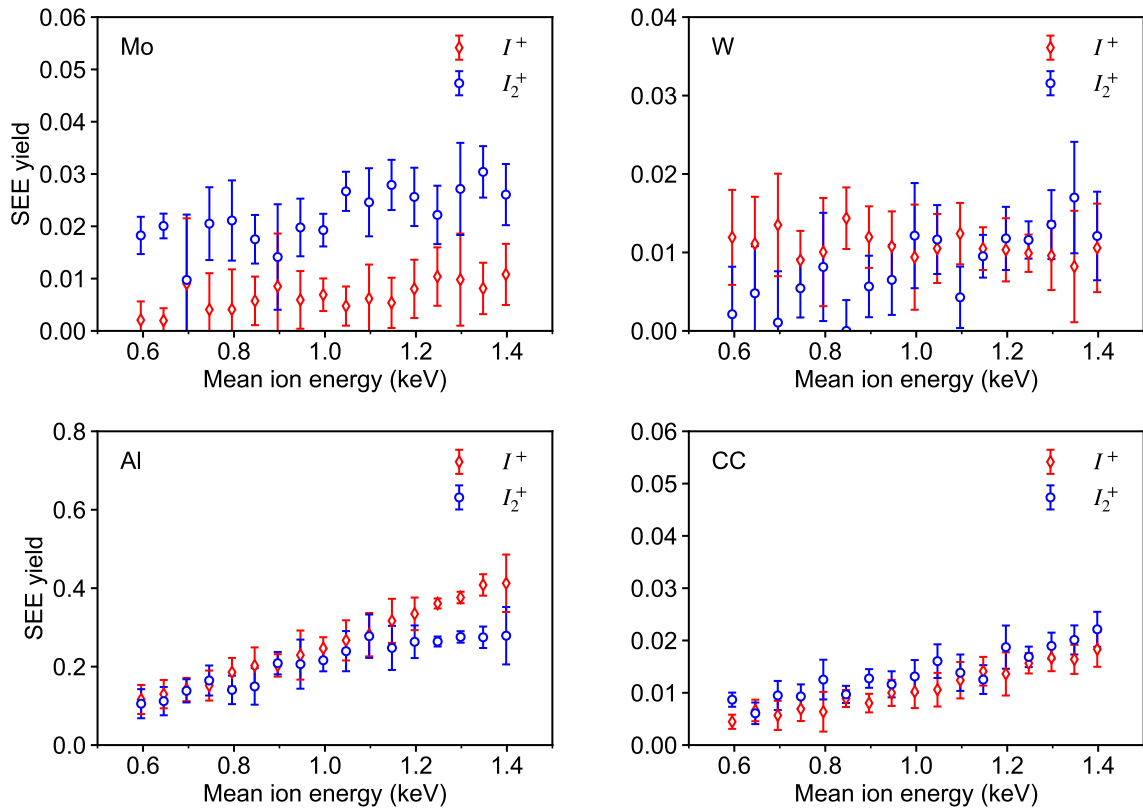 0.06
0.05
0.04
0.03
0.02
0.01
0.00
SEE yield
Mo
I⁺
I₂⁺
0.6 0.8 1.0 1.2 1.4
Mean ion energy (keV)
0.04
0.03
0.02
0.01
0.00
W
I⁺
I₂⁺
0.6 0.8 1.0 1.2 1.4
Mean ion energy (keV)
0.8
0.6
0.4
0.2
0.0
SEE yield
Al
I⁺
I₂⁺
0.6 0.8 1.0 1.2 1.4
Mean ion energy (keV)
0.06
0.05
0.04
0.03
0.02
0.01
0.00
CC
I⁺
I₂⁺
0.6 0.8 1.0 1.2 1.4
Mean ion energy (keV)